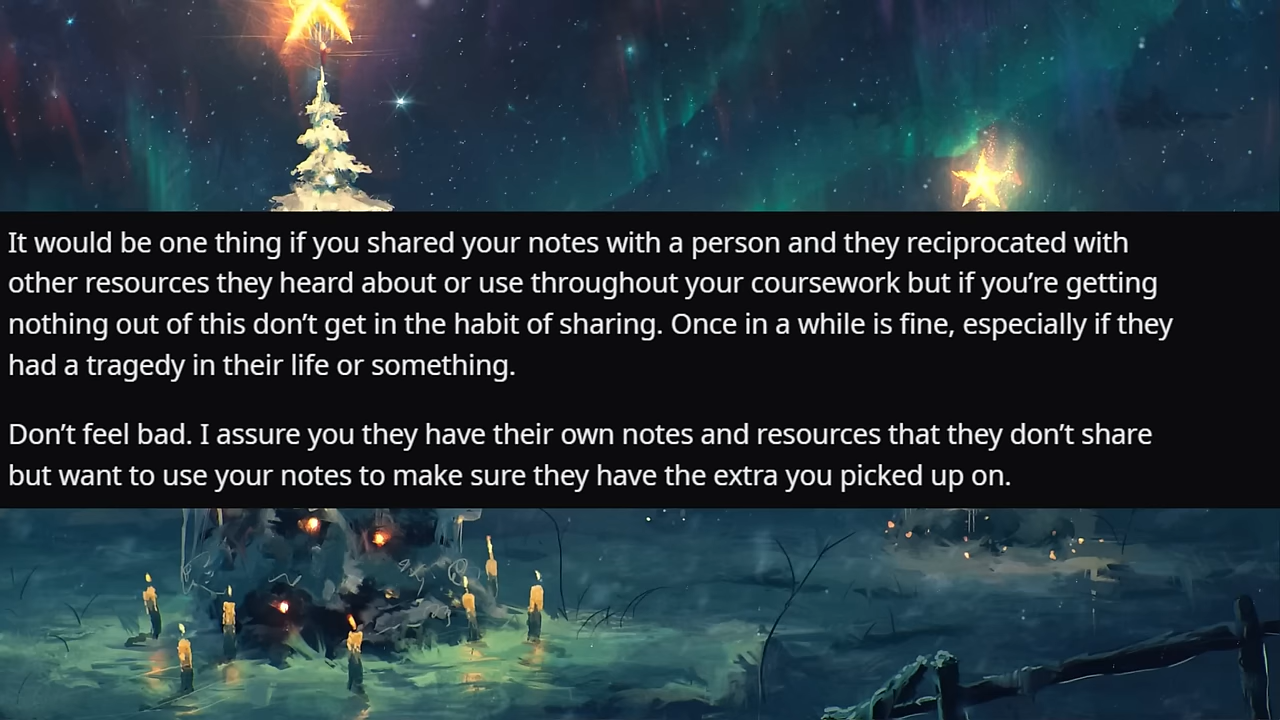 It would be one thing if you shared your notes with a person and they reciprocated with
other resources they heard about or use throughout your coursework but if you’re getting
nothing out of this don’t get in the habit of sharing. Once in a while is fine, especially if they
had a tragedy in their life or something.
Don’t feel bad. I assure you they have their own notes and resources that they don’t share
but want to use your notes to make sure they have the extra you picked up on.